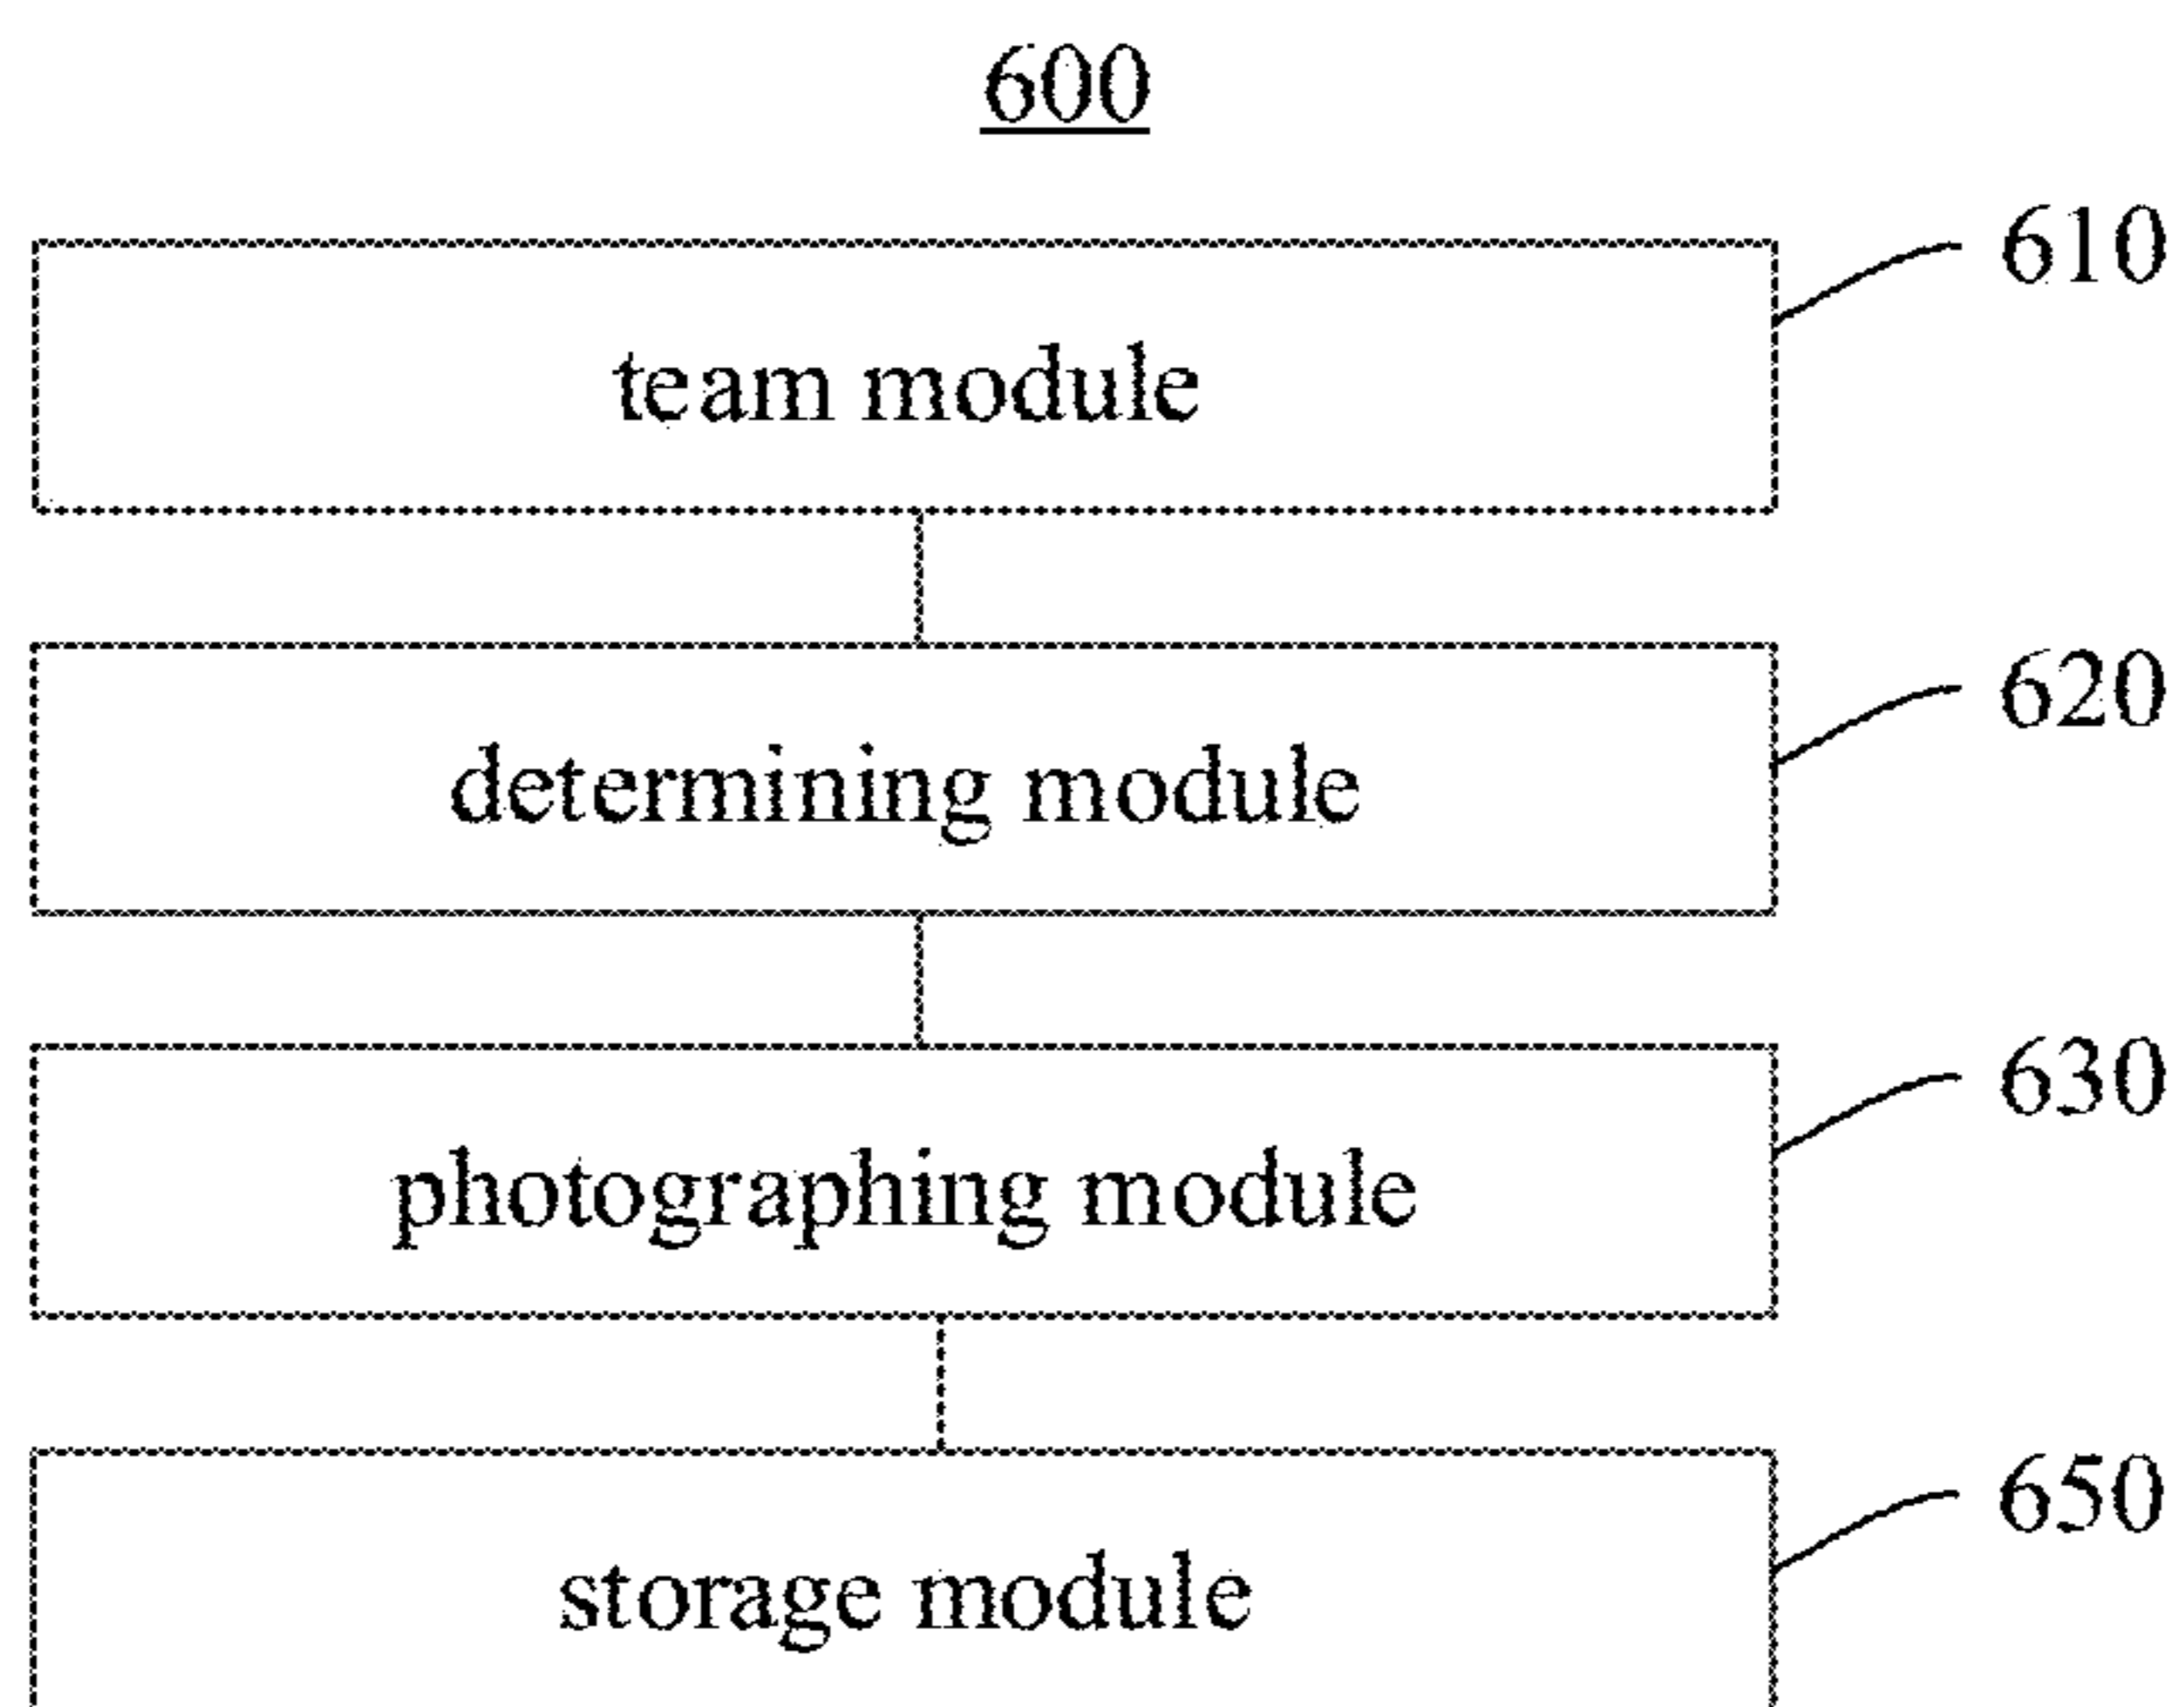 600
610
team module
620
determining module
630
photographing module
650
storage module